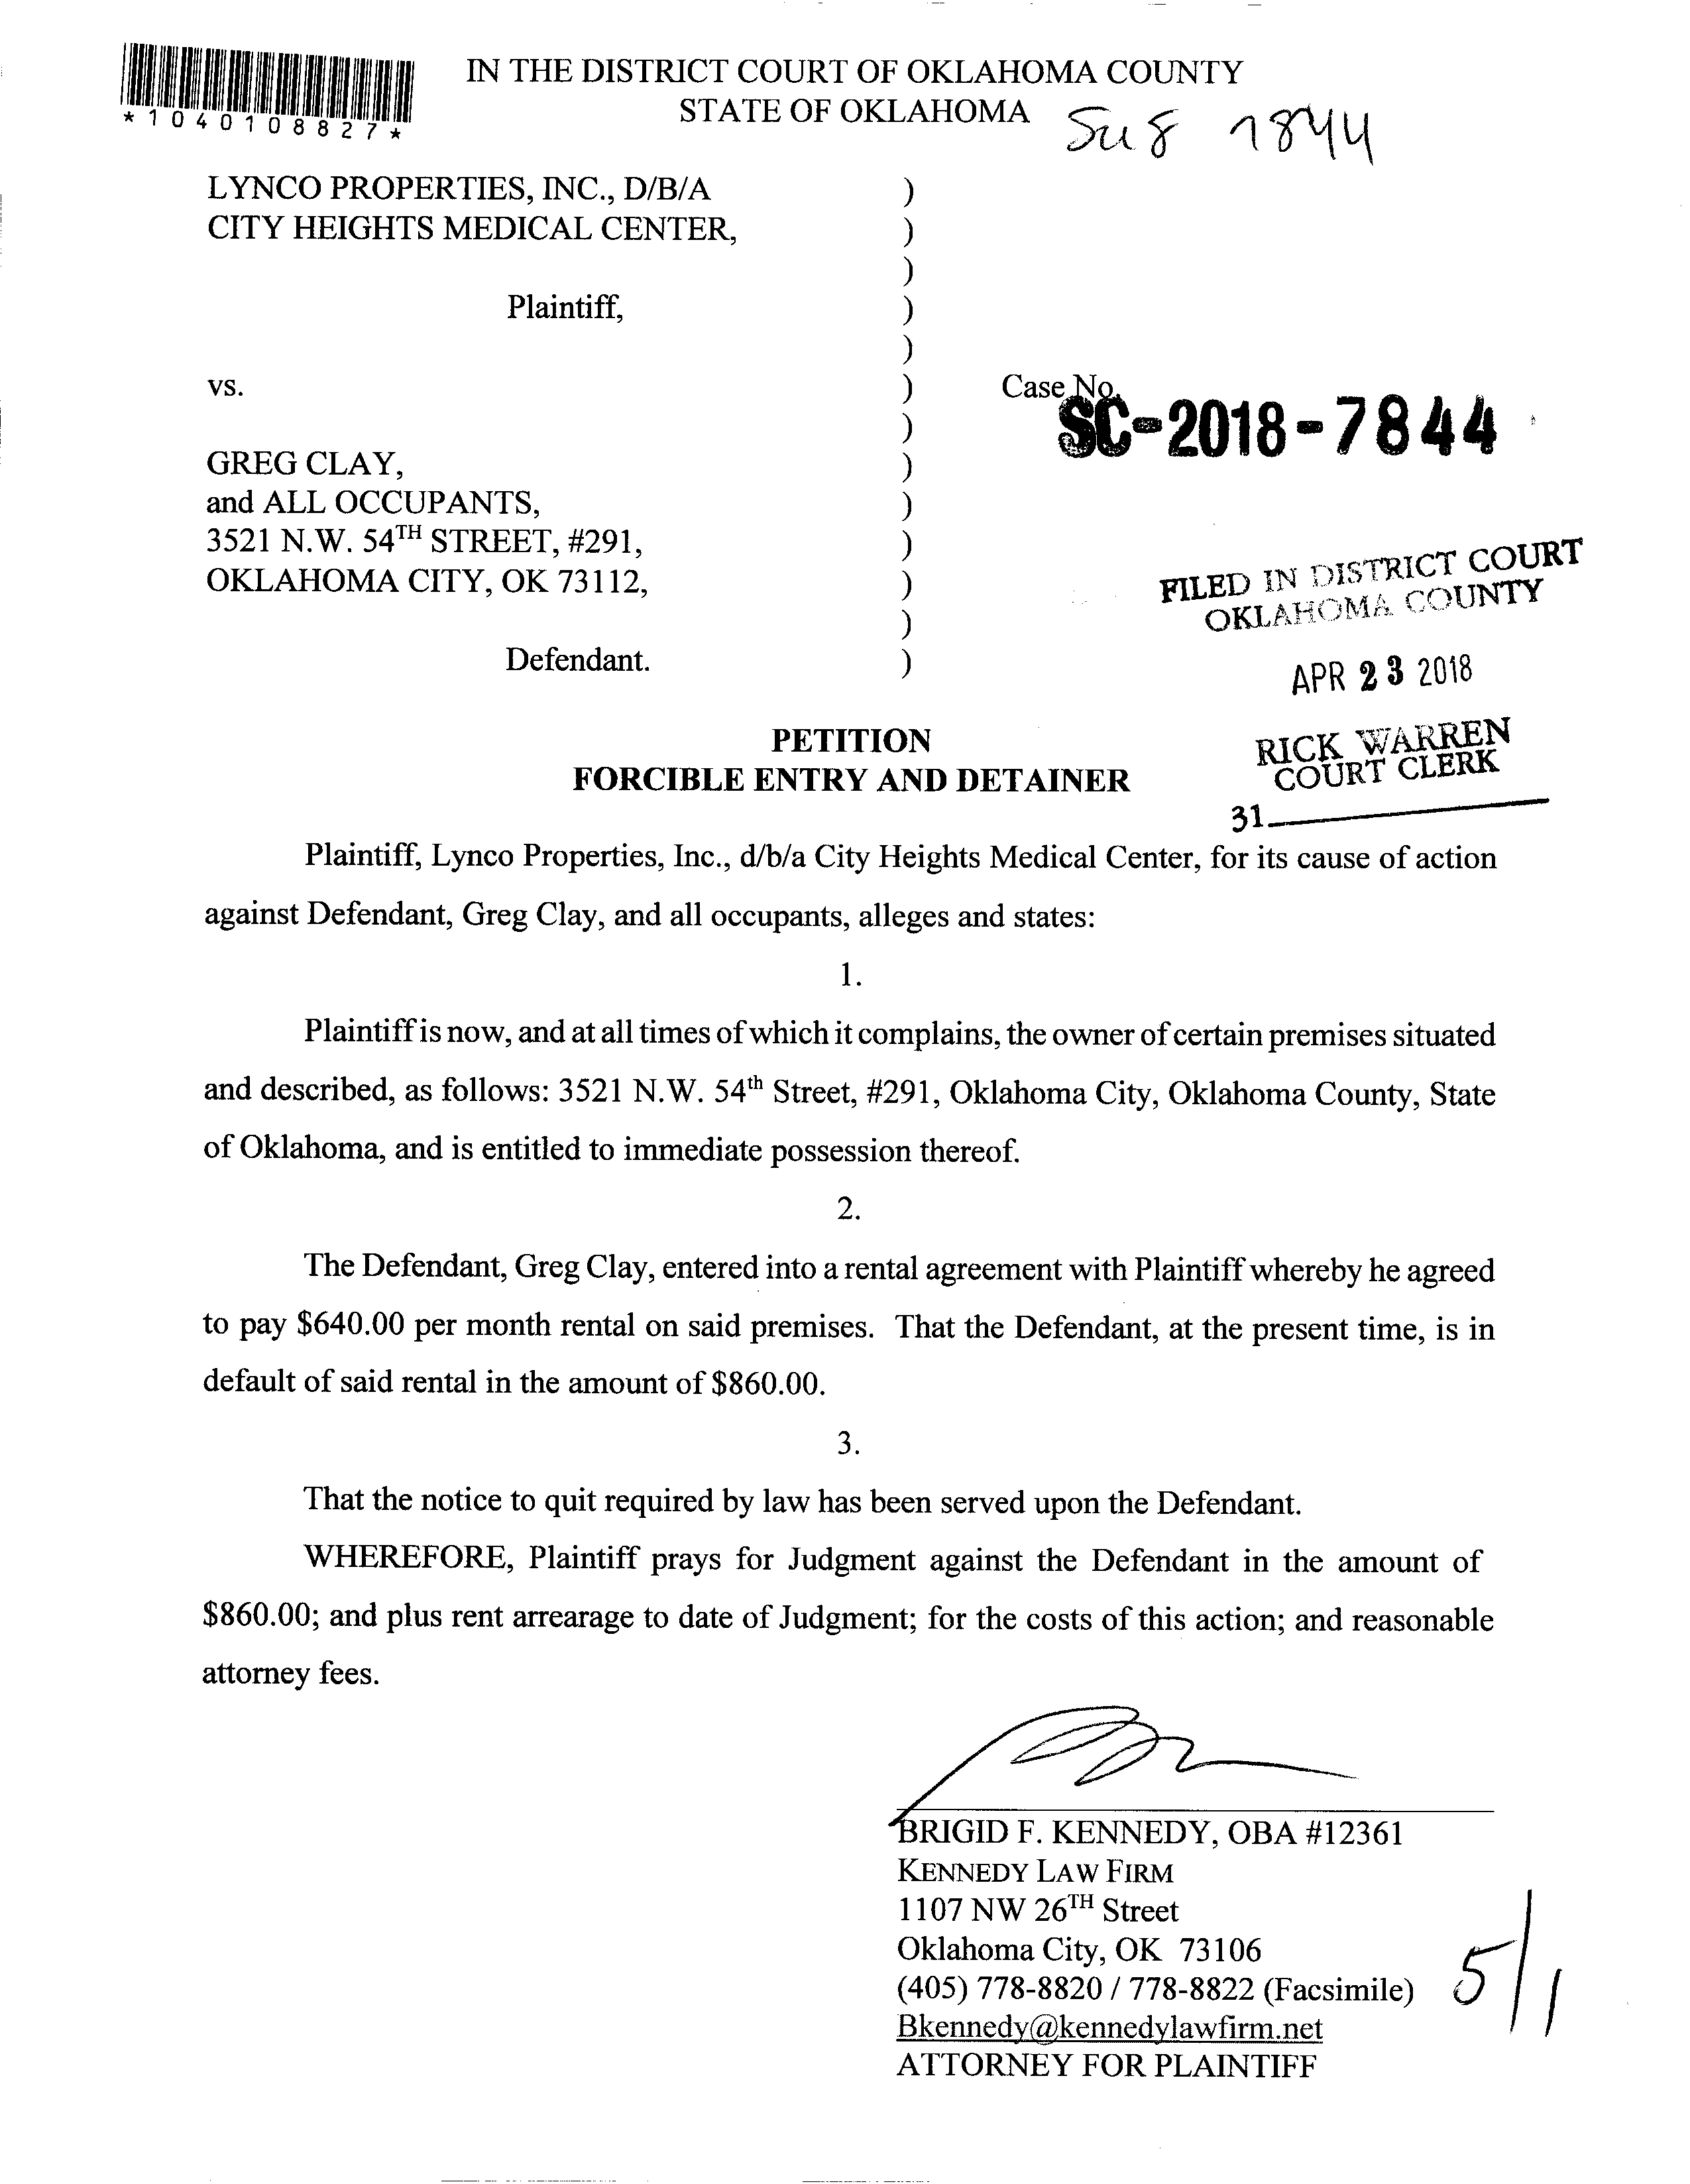 IN THE DISTRICT COURT OF OKLAHOMA COUNTY
STATE OF OKLAHOMA
*1040108827*
LYNCO PROPERTIES, INC., D/B/A )
CITY HEIGHTS MEDICAL CENTER, )
)
Plaintiff, )
)
vs. ) Case No.
) SC-2018-7844
GREG CLAY, )
and ALL OCCUPANTS, )
3521 N.W. 54TH STREET, #291, )
OKLAHOMA CITY, OK 73112, )
)
Defendant. )
FILED IN DISTRICT COURT
OKLAHOMA COUNTY
APR 23 2018
RICK WARREN
COURT CLERK
31
PETITION
FORCIBLE ENTRY AND DETAINER
Plaintiff, Lynco Properties, Inc., d/b/a City Heights Medical Center, for its cause of action
against Defendant, Greg Clay, and all occupants, alleges and states:
1.
Plaintiff is now, and at all times of which it complains, the owner of certain premises situated
and described, as follows: 3521 N.W. 54th Street, #291, Oklahoma City, Oklahoma County, State
of Oklahoma, and is entitled to immediate possession thereof.
2.
The Defendant, Greg Clay, entered into a rental agreement with Plaintiff whereby he agreed
to pay $640.00 per month rental on said premises. That the Defendant, at the present time, is in
default of said rental in the amount of $860.00.
3.
That the notice to quit required by law has been served upon the Defendant.
WHEREFORE, Plaintiff prays for Judgment against the Defendant in the amount of
$860.00; and plus rent arrearage to date of Judgment; for the costs of this action; and reasonable
attorney fees.
BRIGID F. KENNEDY, OBA #12361
KENNEDY LAW FIRM
1107 NW 26TH Street
Oklahoma City, OK 73106
(405) 778-8820 / 778-8822 (Facsimile)
Bkennedy@kennedylawfirm.net
ATTORNEY FOR PLAINTIFF
5/1